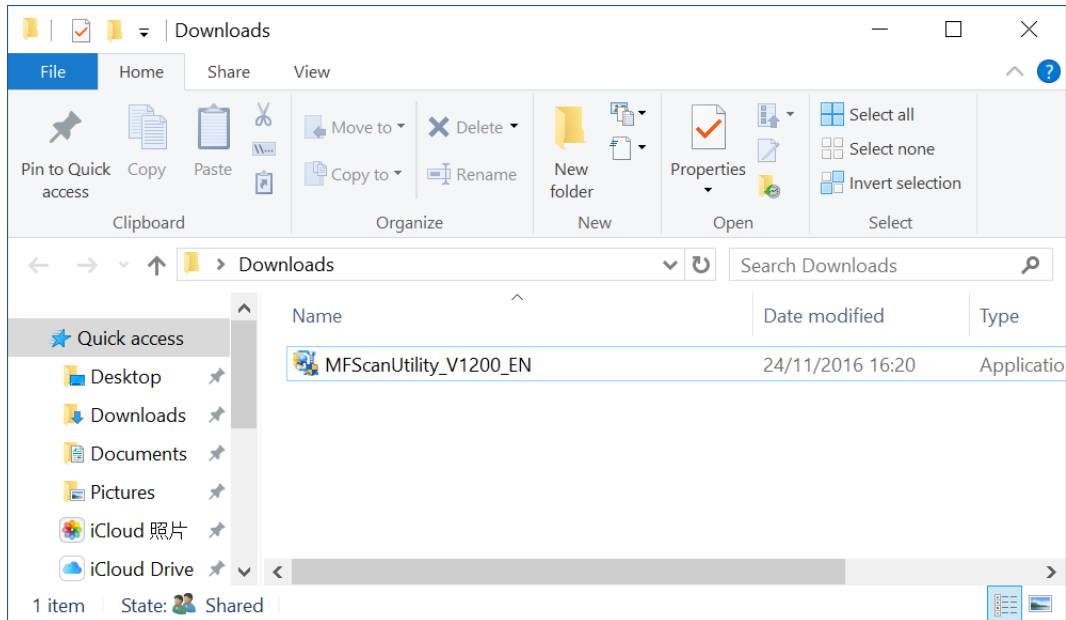 Downloads
File Home Share View
Pin to Quick access
Copy
Paste
Clipboard
Move to
Copy to
Delete
Rename
Organize
New folder
New
Properties
Open
Select all
Select none
Invert selection
Select
Downloads
Search Downloads
Name Date modified Type
MFScanUtility_V1200_EN 24/11/2016 16:20 Applicatio
Quick access
Desktop
Downloads
Documents
Pictures
iCloud 照片
iCloud Drive
1 item State: Shared